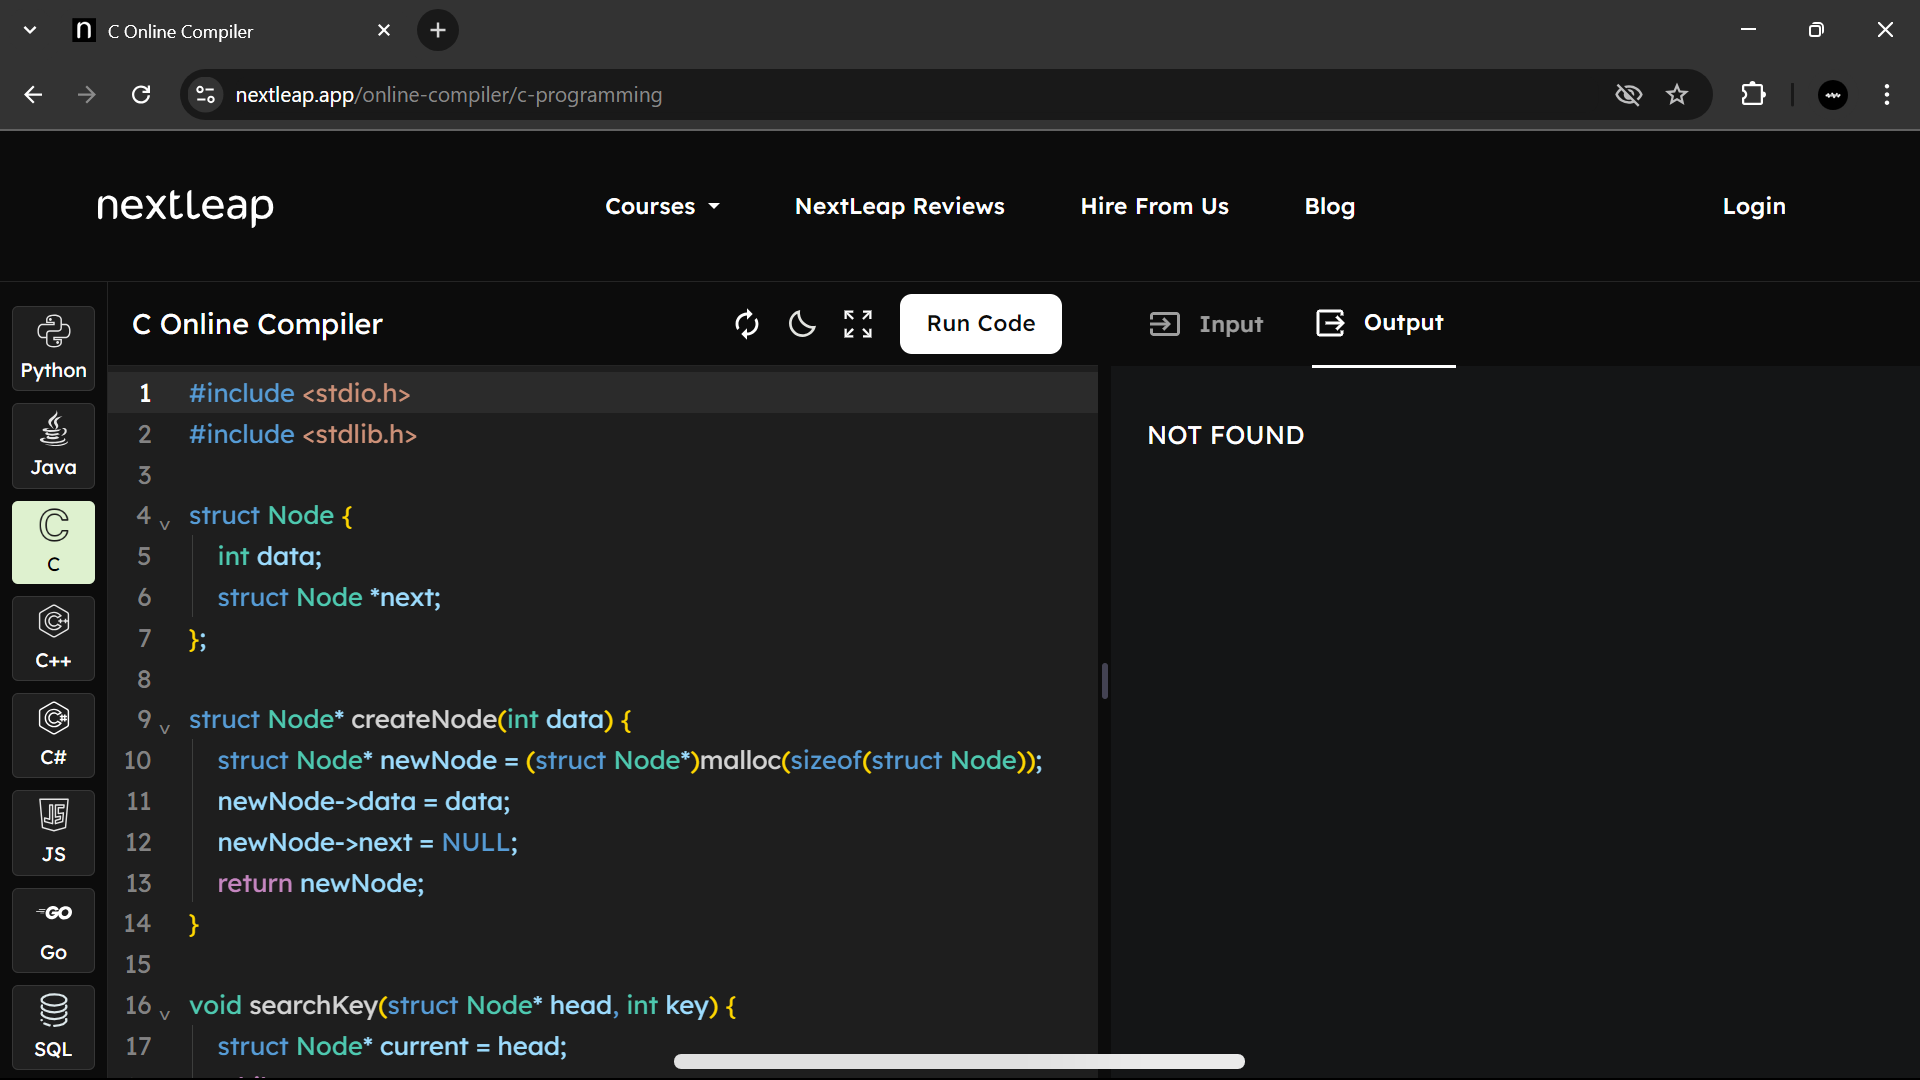 C Online Compiler
nextleap.app/online-compiler/c-programming
nextleap
Courses
NextLeap Reviews
Hire From Us
Blog
Login
Python
Java
C
C++
C#
JS
GO
Go
SQL
C Online Compiler
Run Code
Input
Output
1 #include <stdio.h>
2 #include <stdlib.h>
3
4 struct Node {
5 int data;
6 struct Node *next;
7 };
8
9 struct Node* createNode(int data) {
10 struct Node* newNode = (struct Node*)malloc(sizeof(struct Node));
11 newNode->data = data;
12 newNode->next = NULL;
13 return newNode;
14 }
15
16 void searchKey(struct Node* head, int key) {
17 struct Node* current = head;
NOT FOUND